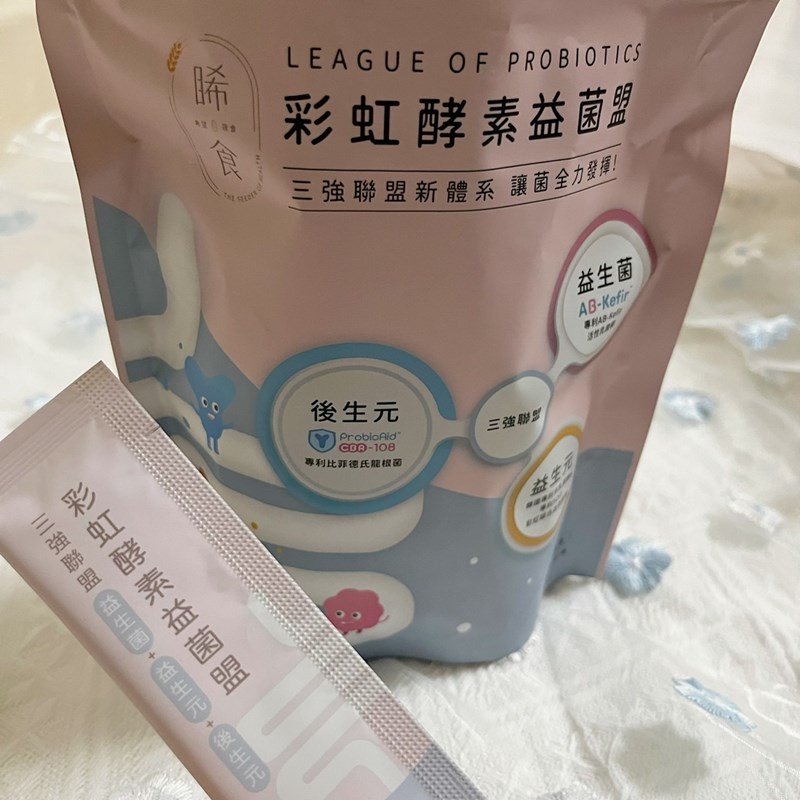 晞食
LEAGUE OF PROBIOTICS
彩虹酵素益菌盟
三強聯盟新體系 讓菌全力發揮!
益生菌
AB-Kefir
專利AB-Kefir
後生元
ProbioAid™
CBR-108
專利比菲德氏龍根菌
三強聯盟
益生元
彩虹酵素益菌盟
三強聯盟
益生菌+益生元+後生元